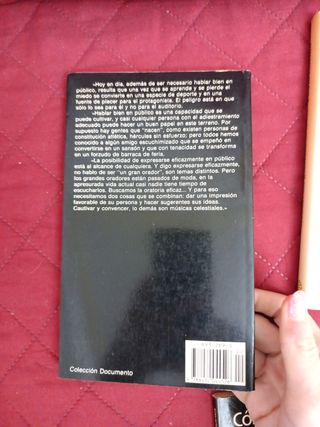 «Hoy en día, además de ser necesario hablar bien en
público, resulta que una vez que se aprende y se pierde el
miedo se convierte en una especie de deporte y en una
fuente de placer para el protagonista. El peligro está en que
sólo lo sea para él y no para el auditorio.
«Hablar bien en público es una capacidad que se
puede cultivar, y casi cualquier persona con el adiestramiento
adecuado puede hacer un buen papel en este terreno. Por
supuesto hay gentes que "nacen", como existen personas de
constitución atlética, hércules sin esfuerzo; pero todos hemos
conocido a algún amigo escuchimizado que se empeñó en
convertirse en un sansón y que con tenacidad se transforma
en un forzudo de barraca de feria.
«La posibilidad de expresarse eficazmente en público
está al alcance de cualquiera. Y digo expresarse eficazmente,
no hablo de ser "un gran orador", son temas distintos. Pero
los grandes oradores están pasados de moda, en la
apresurada vida actual casi nadie tiene tiempo de
escucharlos. Buscamos la oratoria eficaz... Y para eso
necesitamos dos cosas que se combinan: dar una impresión
favorable de su persona y hacer sugerentes sus ideas.
Cautivar y convencer, lo demás son músicas celestiales.»
Colección Documento
Có